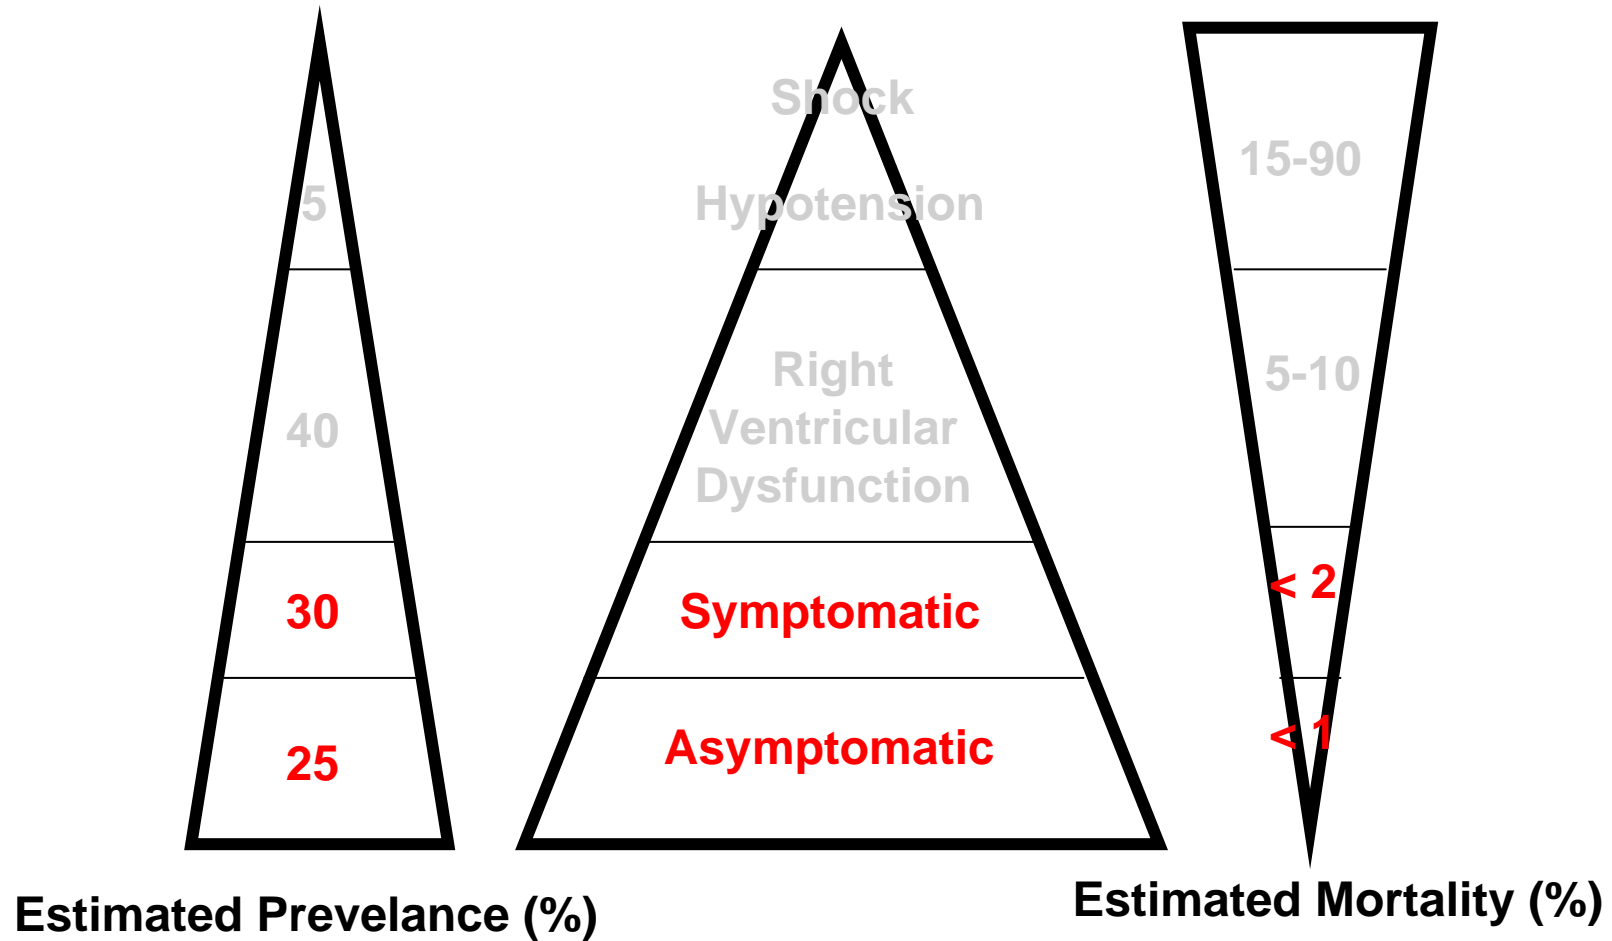 Shock
15-90
5
Hypotension
Right
Ventricular
Dysfunction
5-10
40
< 2
30
Symptomatic
< 1
25
Asymptomatic
Estimated Prevelance (%)
Estimated Mortality (%)